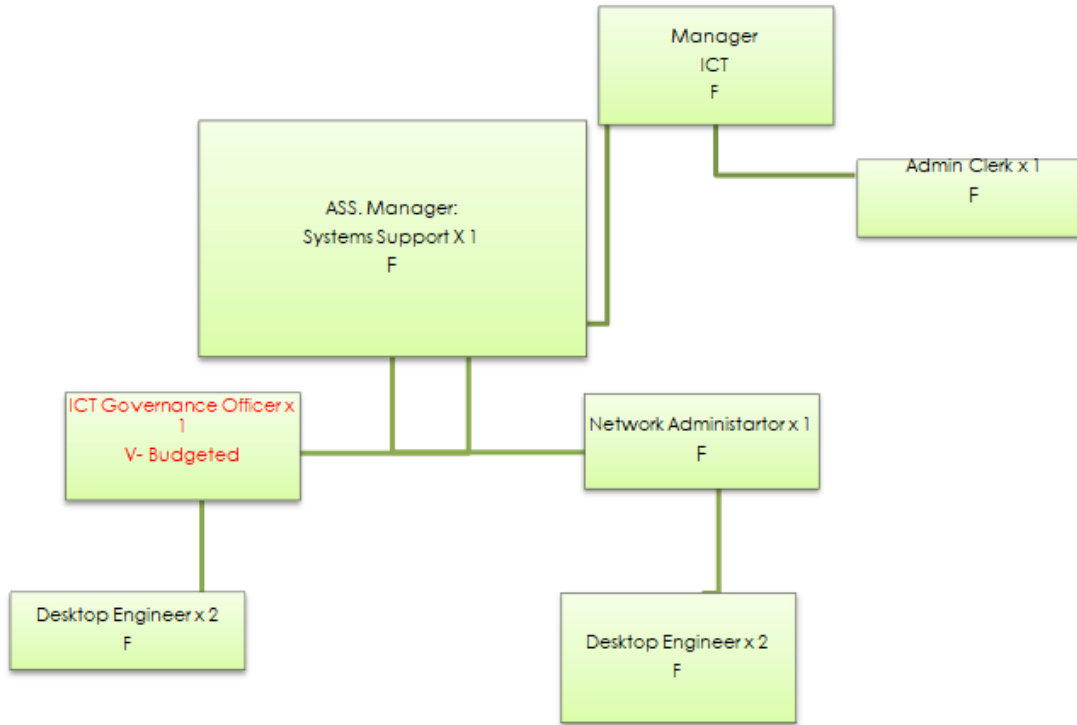 Manager
ICT
F
Admin Clerk x 1
F
ASS. Manager:
Systems Support X 1
F
ICT Governance Officer x
1
V- Budgeted
Network Administartor x 1
F
Desktop Engineer x 2
F
Desktop Engineer x 2
F